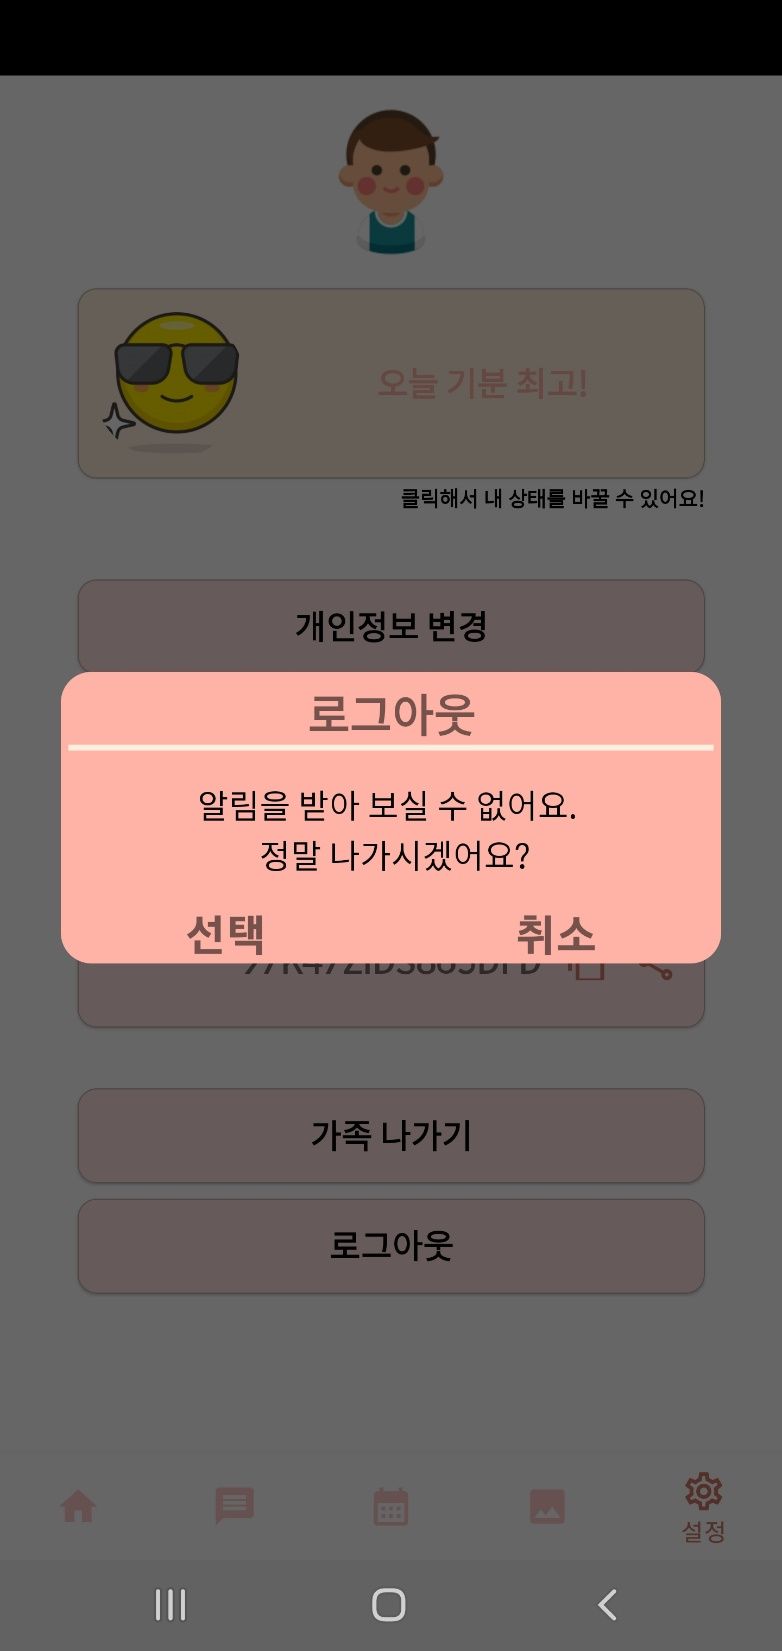 오늘 기분 최고!
클릭해서 내 상태를 바꿀 수 있어요!
개인정보 변경
로그아웃
알림을 받아 보실 수 없어요.
정말 나가시겠어요?
선택 취소
가족 나가기
로그아웃
설정